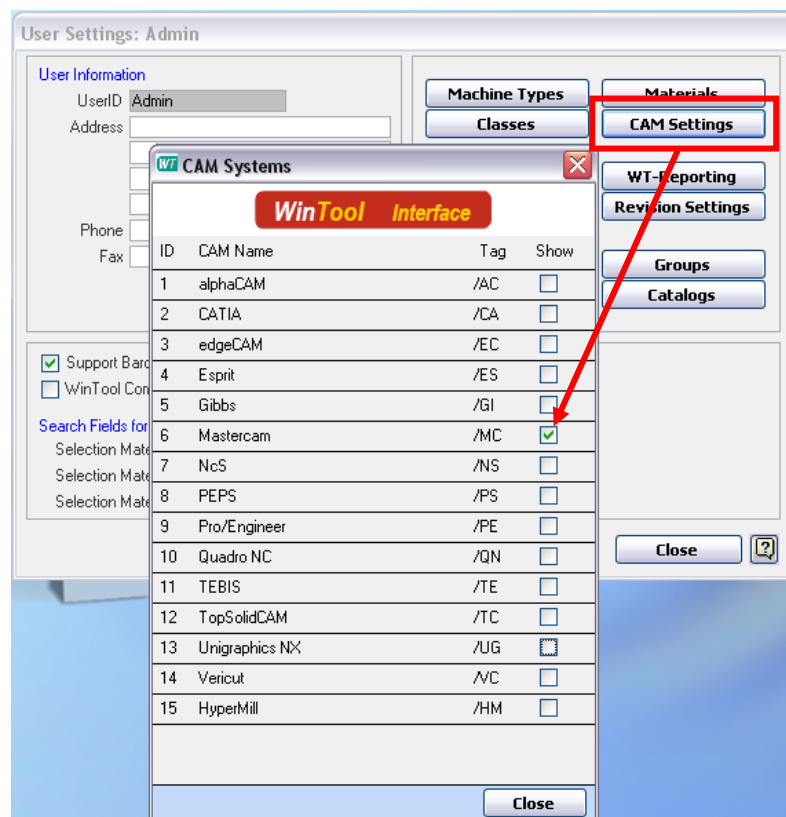 User Settings: Admin
User Information
UserID Admin
Address
Phone
Fax
Machine Types
Materials
Classes
CAM Settings
WT-Reporting
Revision Settings
Groups
Catalogs
Support Barc
WinTool Con
Search Fields for
Selection Mate
Selection Mate
Selection Mate
Close
WT CAM Systems
WinTool Interface
ID CAM Name Tag Show
1 alphaCAM /AC
2 CATIA /CA
3 edgeCAM /EC
4 Esprit /ES
5 Gibbs /GI
6 Mastercam /MC
7 NcS /NS
8 PEPS /PS
9 Pro/Engineer /PE
10 Quadro NC /QN
11 TEBIS /TE
12 TopSolidCAM /TC
13 Unigraphics NX /UG
14 Vericut /VC
15 HyperMill /HM
Close